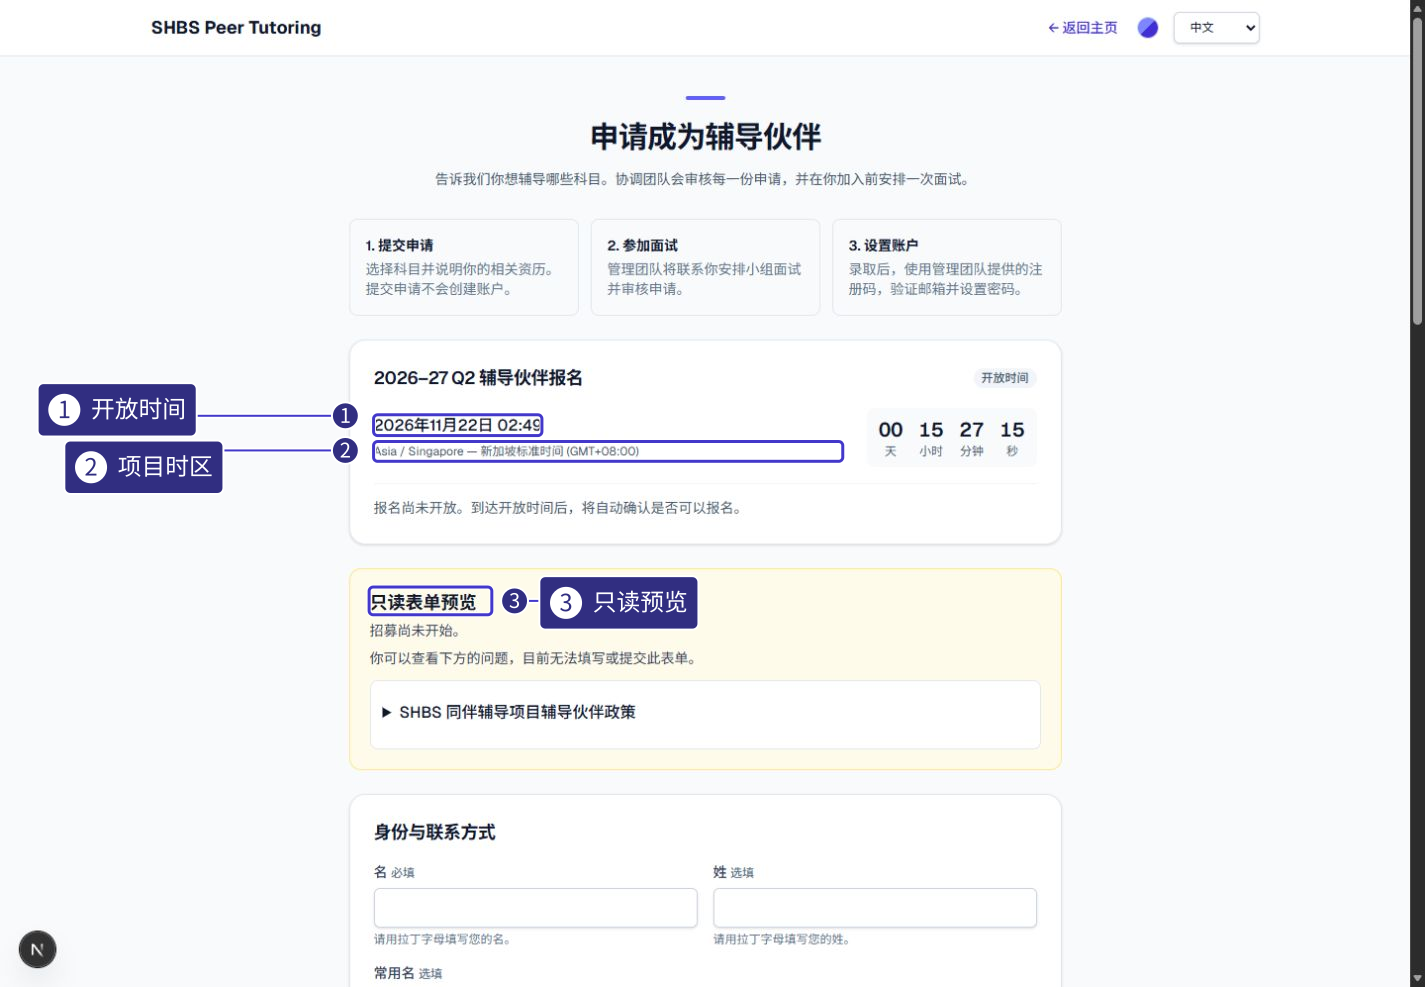 SHBS Peer Tutoring
← 返回主页
中文
申请成为辅导伙伴
告诉我们你想辅导哪些科目。协调团队会审核每一份申请，并在你加入前安排一次面试。
1. 提交申请
选择科目并说明你的相关资历。
提交申请不会创建账户。
2. 参加面试
管理团队将联系你安排小组面试
并审核申请。
3. 设置账户
录取后，使用管理团队提供的注
册码，验证邮箱并设置密码。
2026–27 Q2 辅导伙伴报名
开放时间
1 开放时间
1
2026年11月22日 02:49
2 项目时区
2
Asia / Singapore — 新加坡标准时间 (GMT+08:00)
00 15 27 15
天 小时 分钟 秒
报名尚未开放。到达开放时间后，将自动确认是否可以报名。
只读表单预览
3
3 只读预览
招募尚未开始。
你可以查看下方的问题，目前无法填写或提交此表单。
▶ SHBS 同伴辅导项目辅导伙伴政策
身份与联系方式
名 必填
姓 选填
请用拉丁字母填写您的名。
请用拉丁字母填写您的姓。
常用名 选填
N